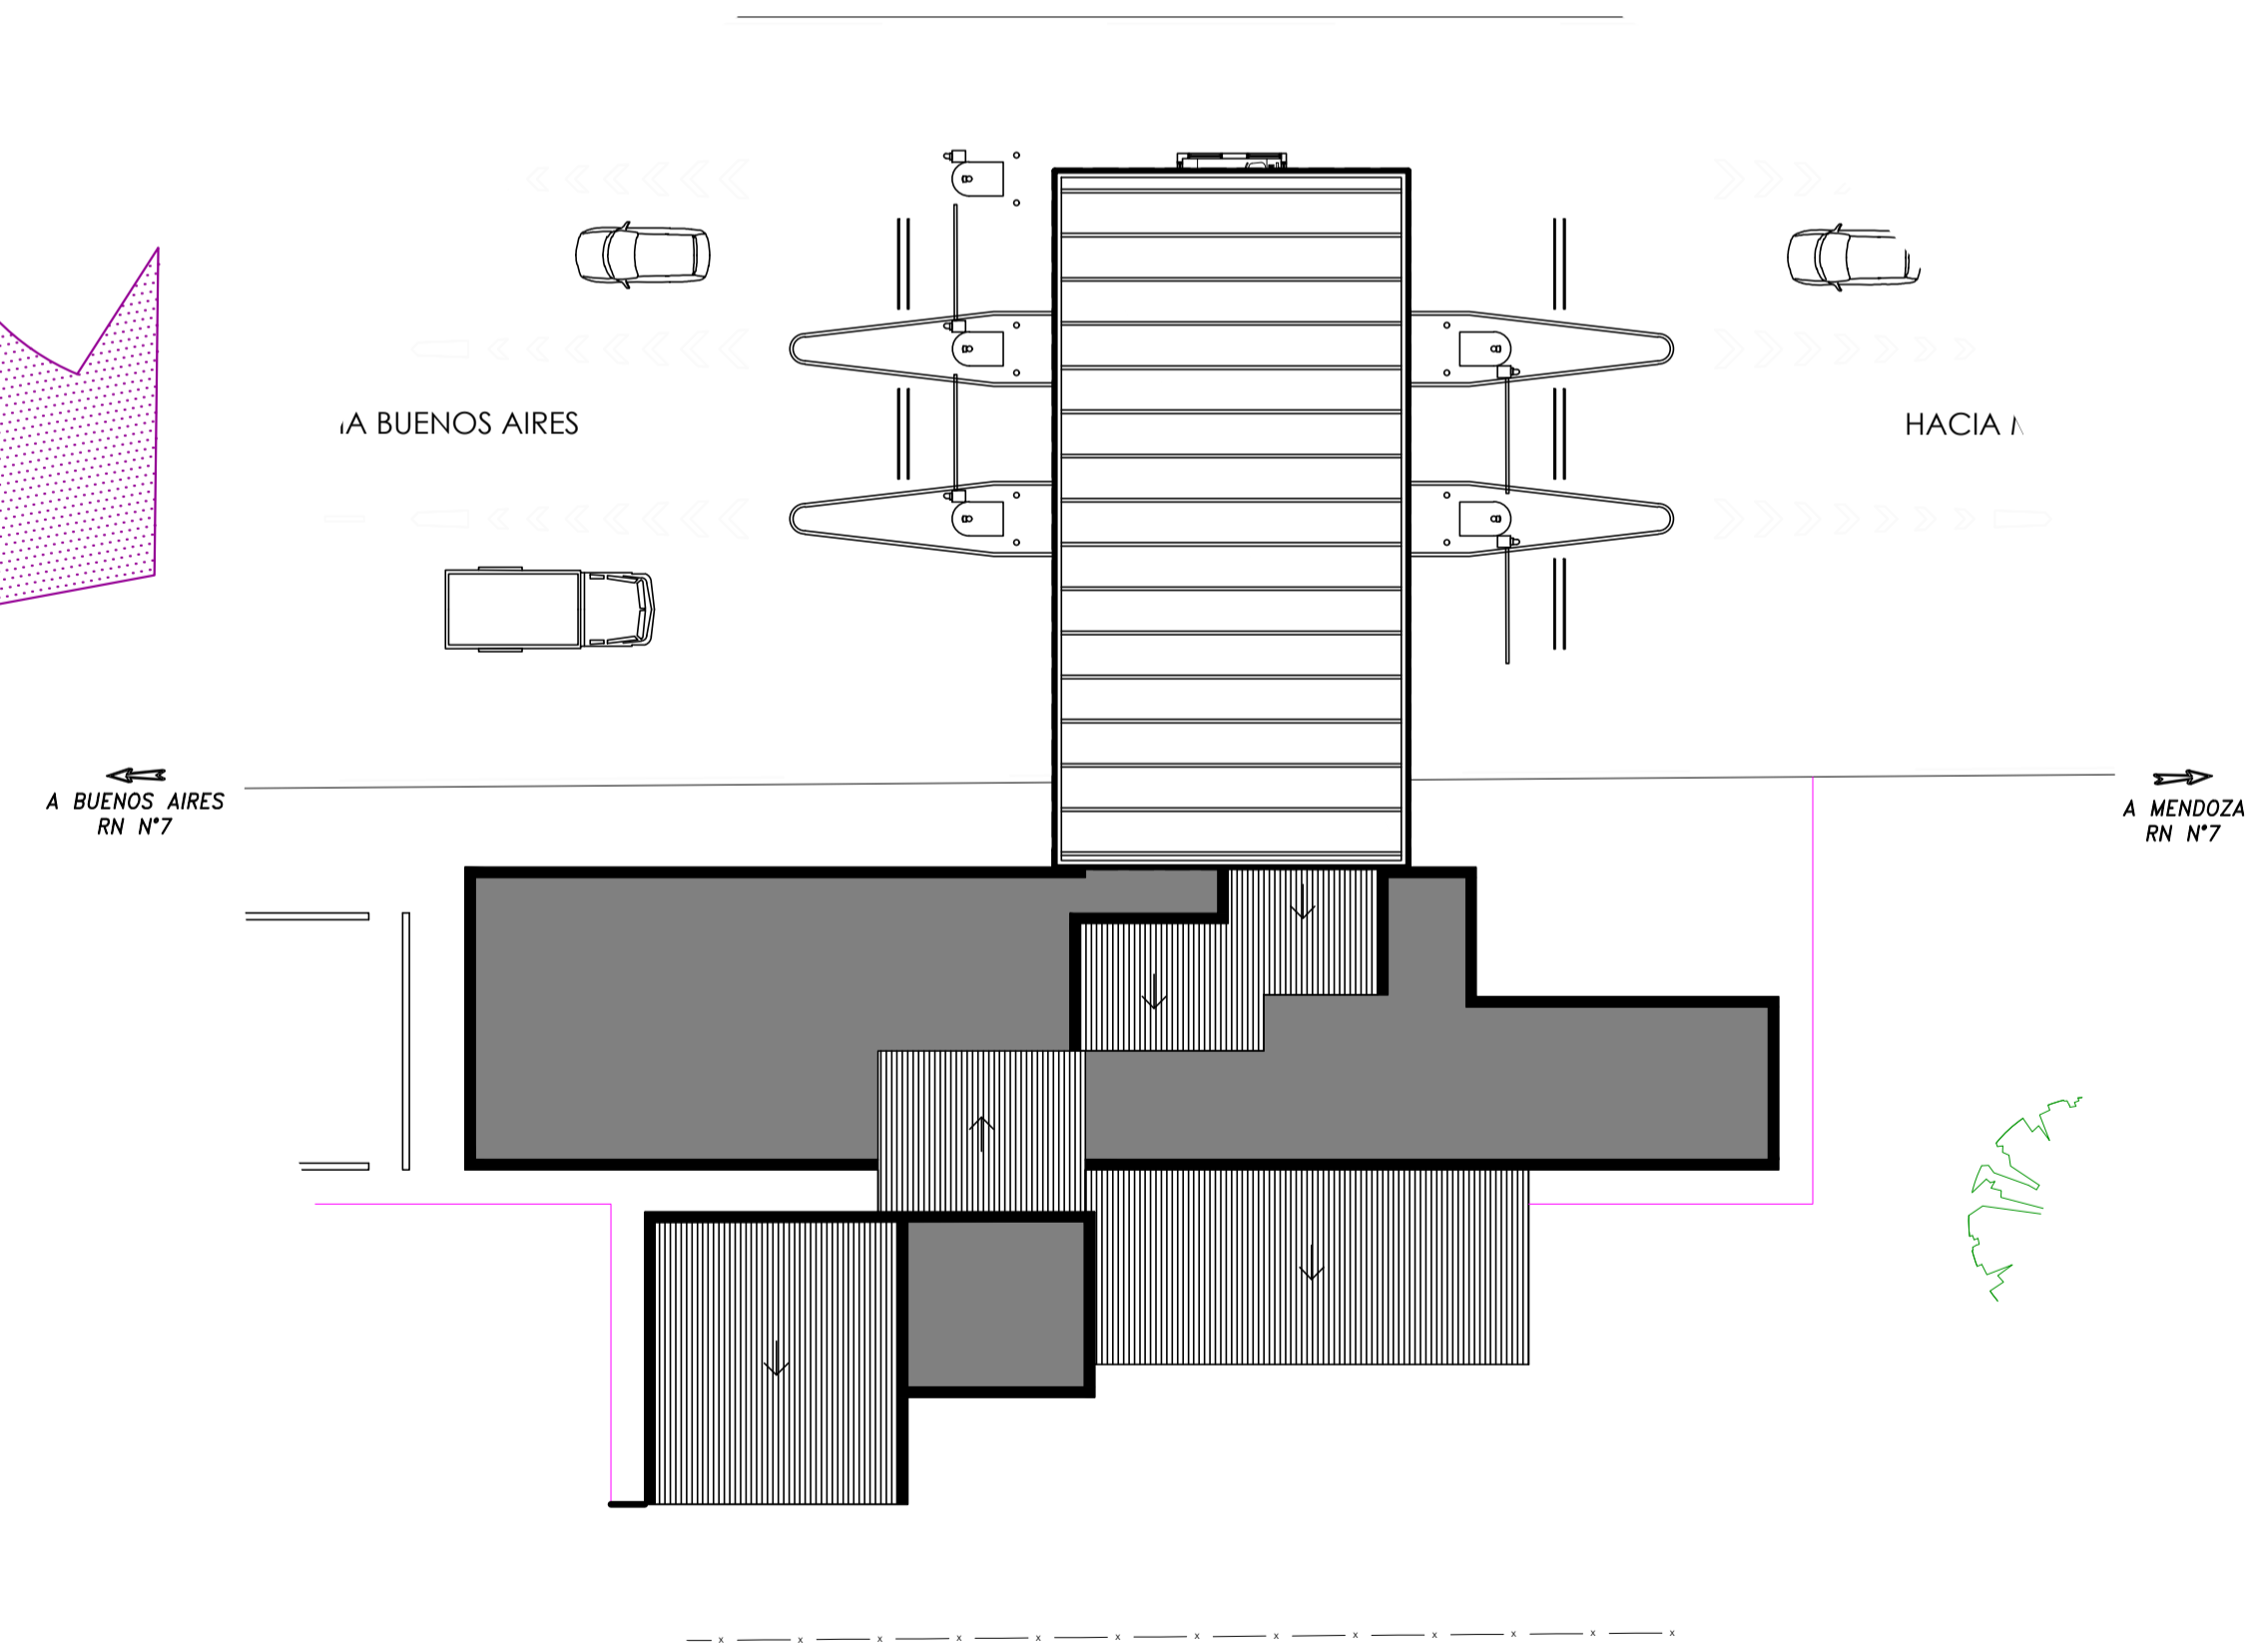 A BUENOS AIRES
HACIA
A BUENOS AIRES
RN N°7
A MENDOZA
RN N°7
x x x x x x x x x x x x x